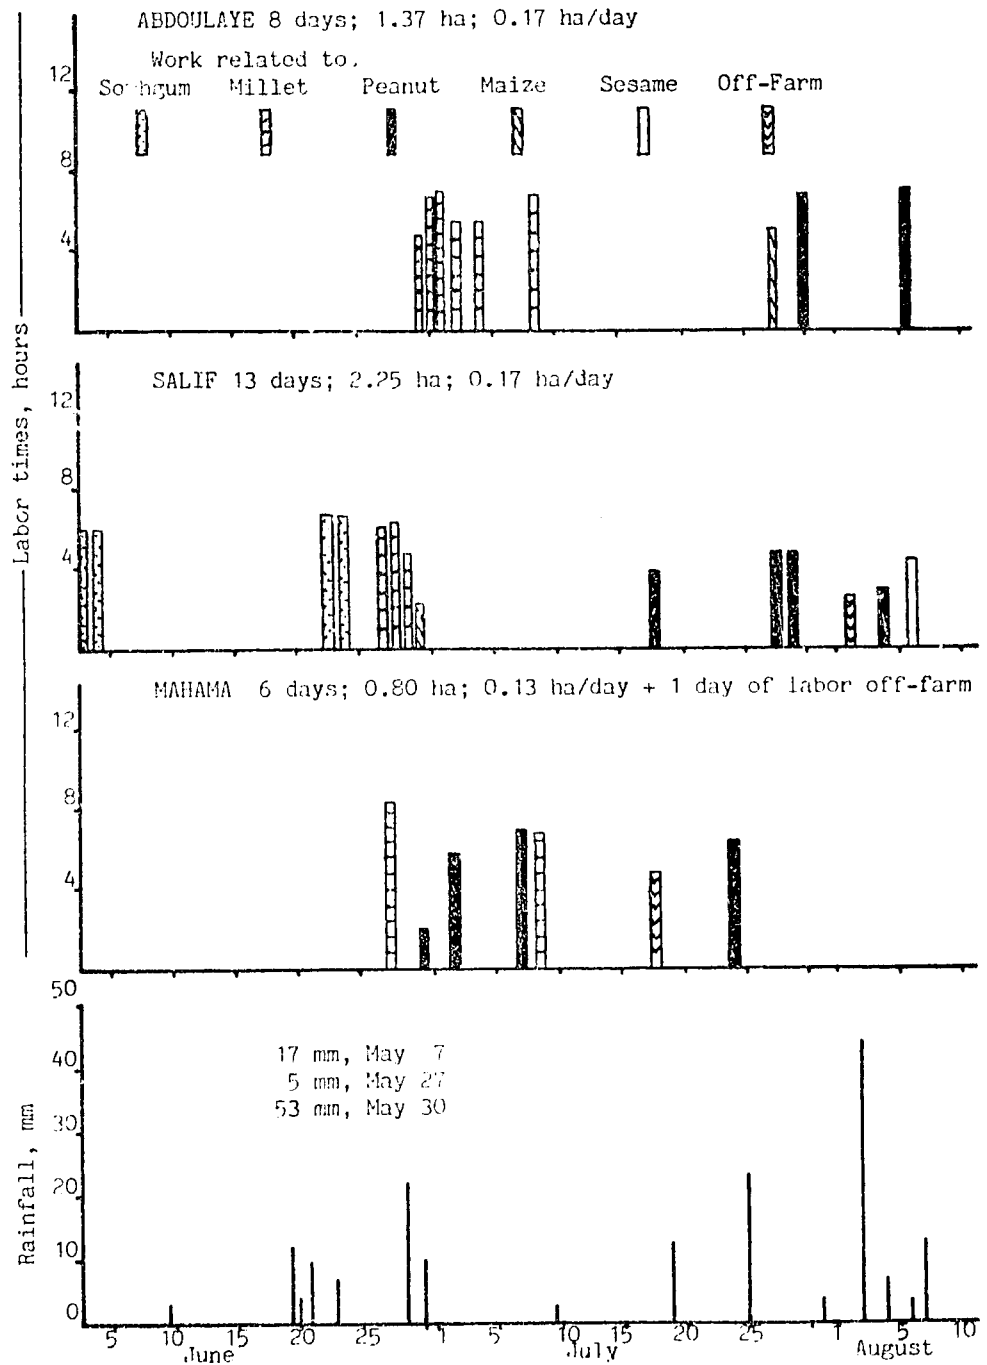 ABDOULAYE 8 days; 1.37 ha; 0.17 ha/day
Work related to.
Sorhgum Millet Peanut Maize Sesame Off-Farm
12
8
4
SALIF 13 days; 2.25 ha; 0.17 ha/day
12
8
4
Labor times, hours
MAHAMA 6 days; 0.80 ha; 0.13 ha/day + 1 day of labor off-farm
12
8
4
50
40
30
20
10
0
Rainfall, mm
17 mm, May 7
5 mm, May 27
53 mm, May 30
5 10 15 20 25 1 5 10 15 20 25 1 5 10
June July August